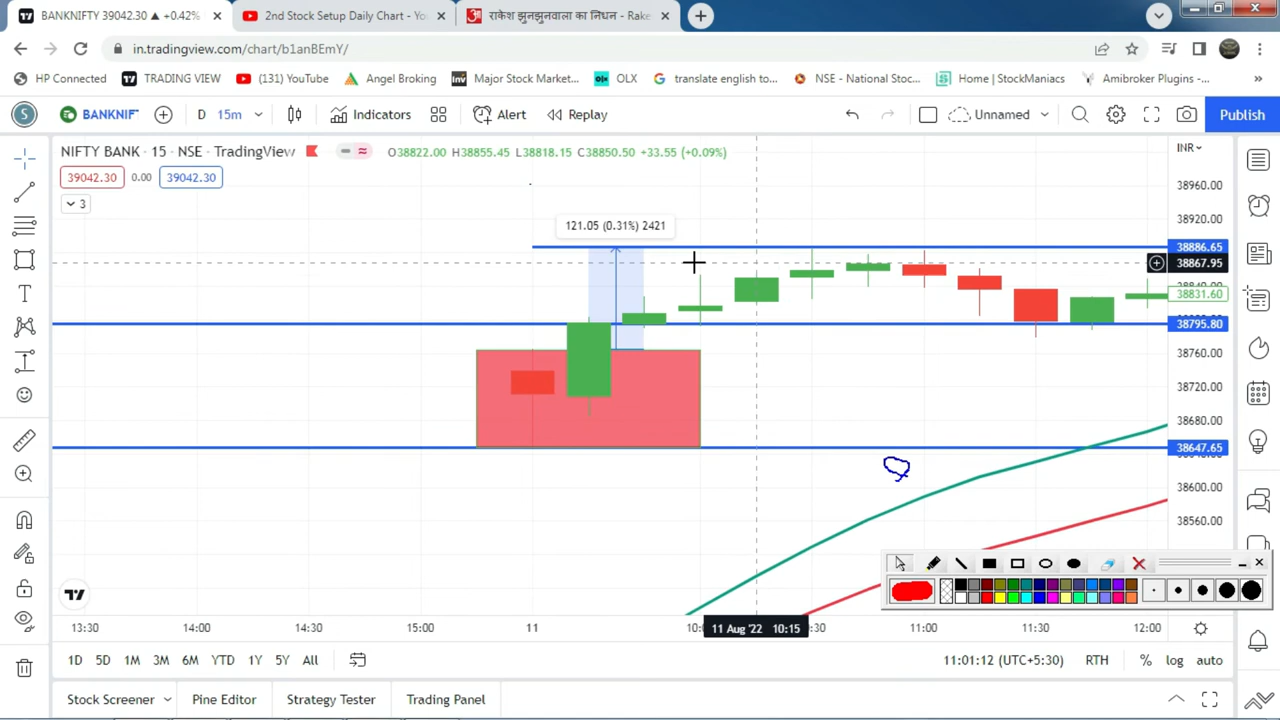 BANKNIFTY 39042.30 ▲ +0.42%
2nd Stock Setup Daily Chart - You
राकेश झुनझुनवाला का निधन - Rake
in.tradingview.com/chart/b1anBEmY/
HP Connected
TRADING VIEW
(131) YouTube
Angel Broking
Major Stock Market...
OLX
translate english to...
NSE - National Stoc...
Home | StockManiacs
Amibroker Plugins -...
»
S
BANKNIF
D
15m
Indicators
Alert
Replay
Unnamed
Publish
NIFTY BANK · 15 · NSE · TradingView
O38822.00 H38855.45 L38818.15 C38850.50 +33.55 (+0.09%)
INR
39042.30
0.00
39042.30
3
121.05 (0.31%) 2421
38960.00
38920.00
38886.65
38867.95
38831.60
38795.80
38760.00
38720.00
38680.00
38647.65
38600.00
38560.00
13:30
14:00
14:30
15:00
11
11 Aug '22 10:15
11:00
11:30
12:00
1D
5D
1M
3M
6M
YTD
1Y
5Y
All
11:01:12 (UTC+5:30)
RTH
%
log
auto
Stock Screener
Pine Editor
Strategy Tester
Trading Panel